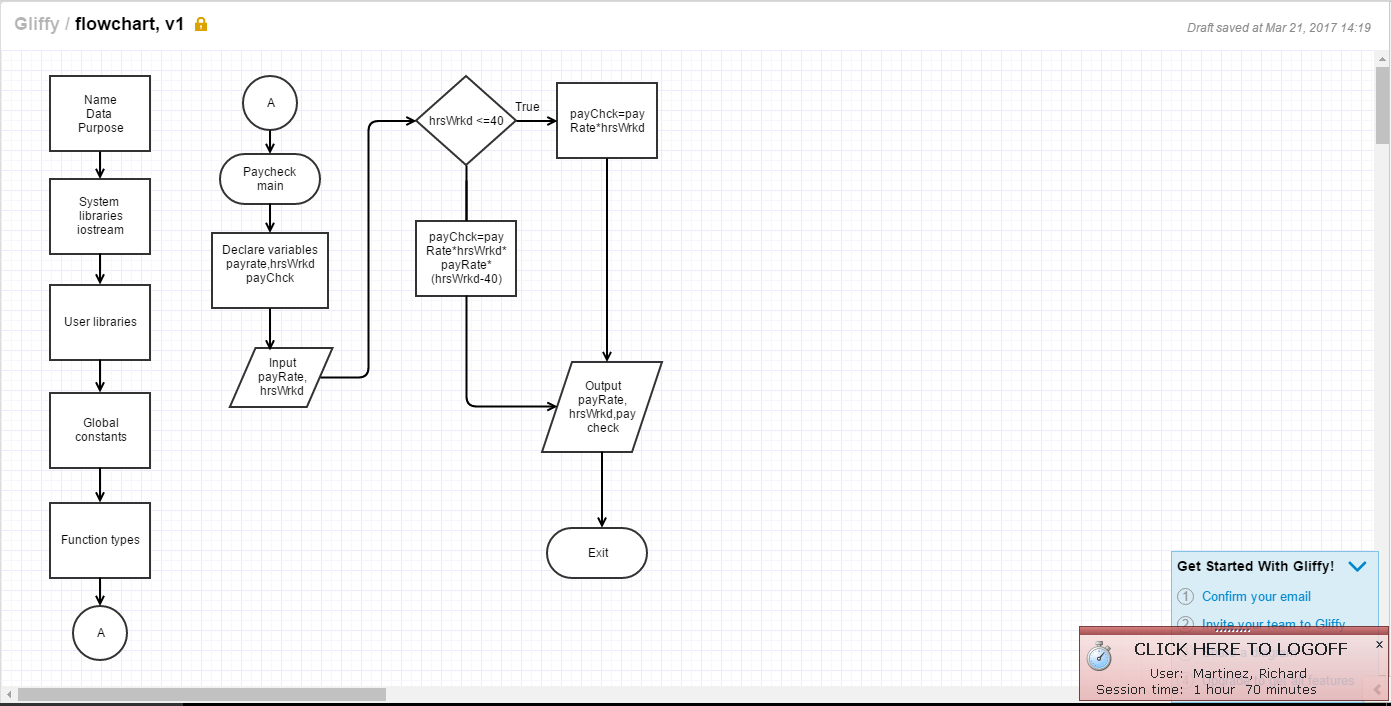 Gliffy / flowchart, v1
Draft saved at Mar 21, 2017 14:19
Name
Data
Purpose
System
libraries
iostream
User libraries
Global
constants
Function types
A
A
Paycheck
main
Declare variables
payrate,hrsWrkd
payChck
Input
payRate,
hrsWrkd
hrsWrkd <=40
True
payChck=pay
Rate*hrsWrkd
payChck=pay
Rate*hrsWrkd*
payRate*
(hrsWrkd-40)
Output
payRate,
hrsWrkd,pay
check
Exit
Get Started With Gliffy!
1 Confirm your email
2 Invite your team to Gliffy
CLICK HERE TO LOGOFF
x
User: Martinez, Richard
features
Session time: 1 hour 70 minutes